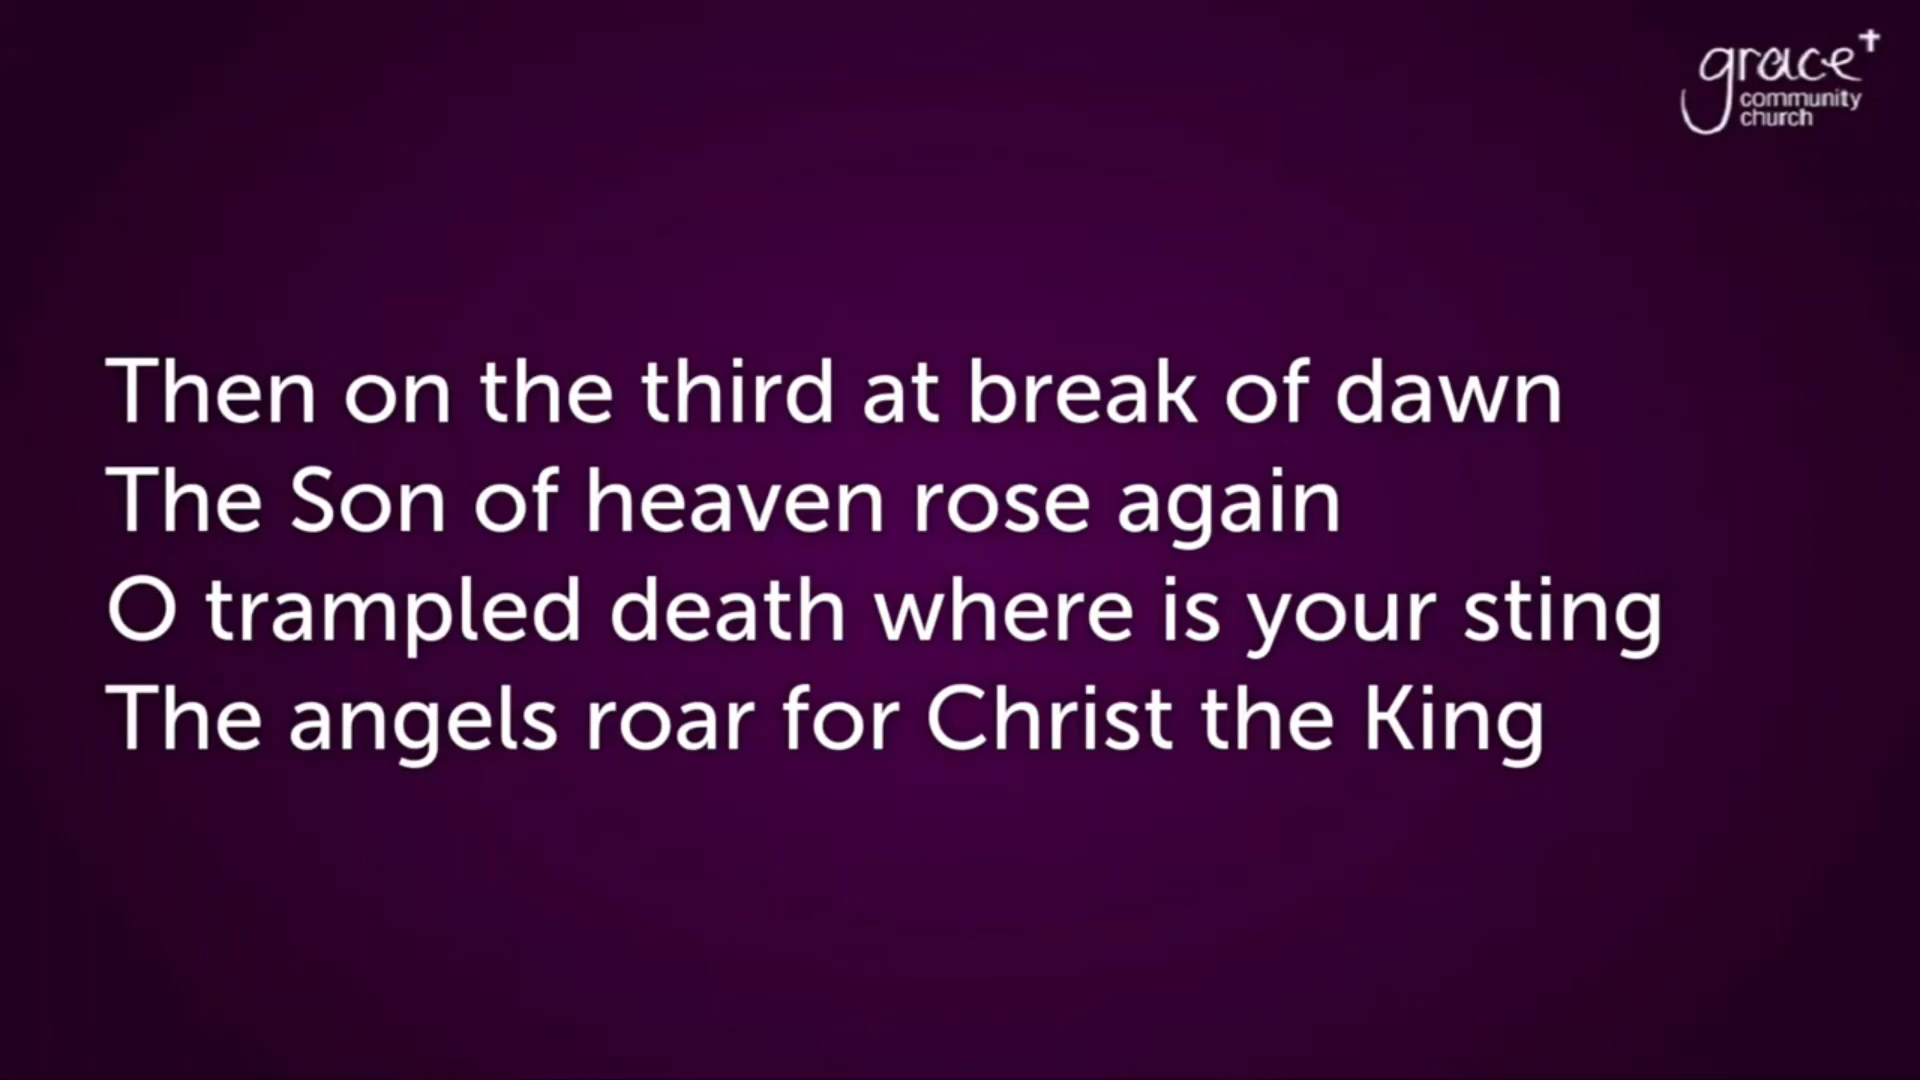 grace
community
church
Then on the third at break of dawn
The Son of heaven rose again
O trampled death where is your sting
The angels roar for Christ the King